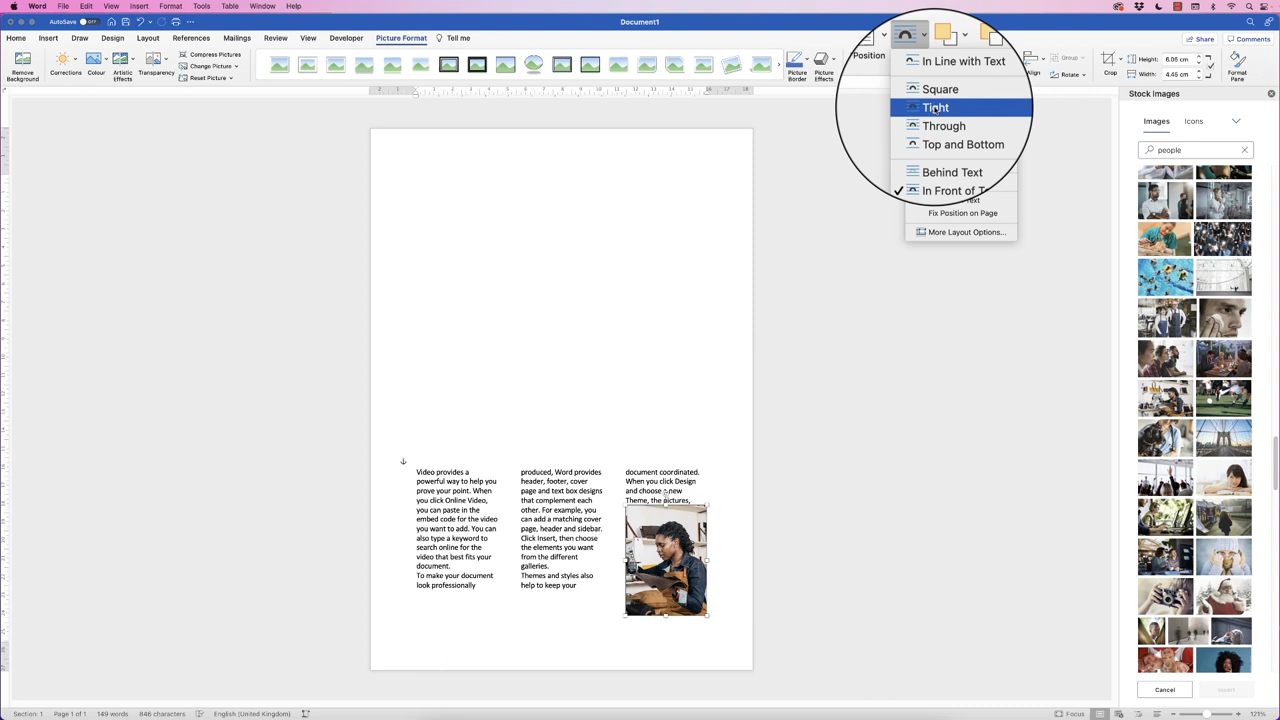 Word File Edit View Insert Format Tools Table Window Help
AutoSave OFF
Document1
Home Insert Draw Design Layout References Mailings Review View Developer Picture Format Tell me
Share Comments
Remove Background
Corrections
Colour
Artistic Effects
Transparency
Compress Pictures
Change Picture
Reset Picture
Picture Border
Picture Effects
Position
Align
Group
Rotate
Crop
Height: 6.06 cm
Width: 4.45 cm
Format Pane
In Line with Text
Square
Tight
Through
Top and Bottom
Behind Text
In Front of T
Text
Fix Position on Page
More Layout Options...
Stock Images
Images Icons
people
Video provides a
powerful way to help you
prove your point. When
you click Online Video,
you can paste in the
embed code for the video
you want to add. You can
also type a keyword to
search online for the
video that best fits your
document.
To make your document
look professionally
produced, Word provides
header, footer, cover
page and text box designs
that complement each
other. For example, you
can add a matching cover
page, header and sidebar.
Click Insert, then choose
the elements you want
from the different
galleries.
Themes and styles also
help to keep your
document coordinated.
When you click Design
and choose a new
Theme, the pictures,
Cancel Insert
Section: 1 Page 1 of 1 149 words 846 characters English (United Kingdom)
Focus
121%